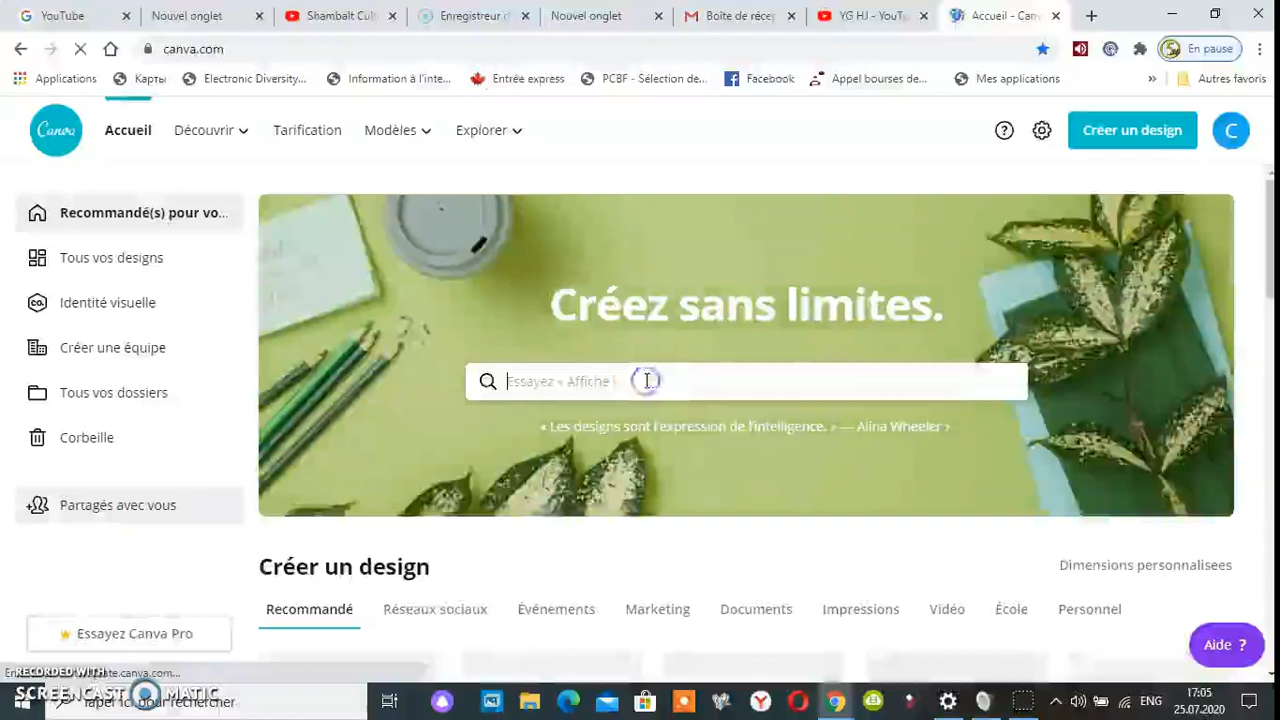 YouTube
Nouvel onglet
Shambalt Cult
Enregistreur d
Nouvel onglet
Boîte de récep
YG HJ - YouTu
Accueil - Canv
canva.com
En pause
Applications
Карты
Electronic Diversity...
Information à l'inte...
Entrée express
PCBF - Sélection de...
Facebook
Appel bourses de...
Mes applications
Autres favoris
Canva
Accueil
Découvrir
Tarification
Modèles
Explorer
Créer un design
C
Recommandé(s) pour vo...
Tous vos designs
Identité visuelle
Créer une équipe
Tous vos dossiers
Corbeille
Partagés avec vous
Essayez Canva Pro
Créez sans limites.
Essayez « Affiche
« Les designs sont l'expression de l'intelligence. » — Alina Wheeler
Créer un design
Dimensions personnalisées
Recommandé
Réseaux sociaux
Événements
Marketing
Documents
Impressions
Vidéo
École
Personnel
Aide ?
RECORDED WITH
SCREENCAST MATIC
Taper ici pour rechercher
ENG
17:05
25.07.2020